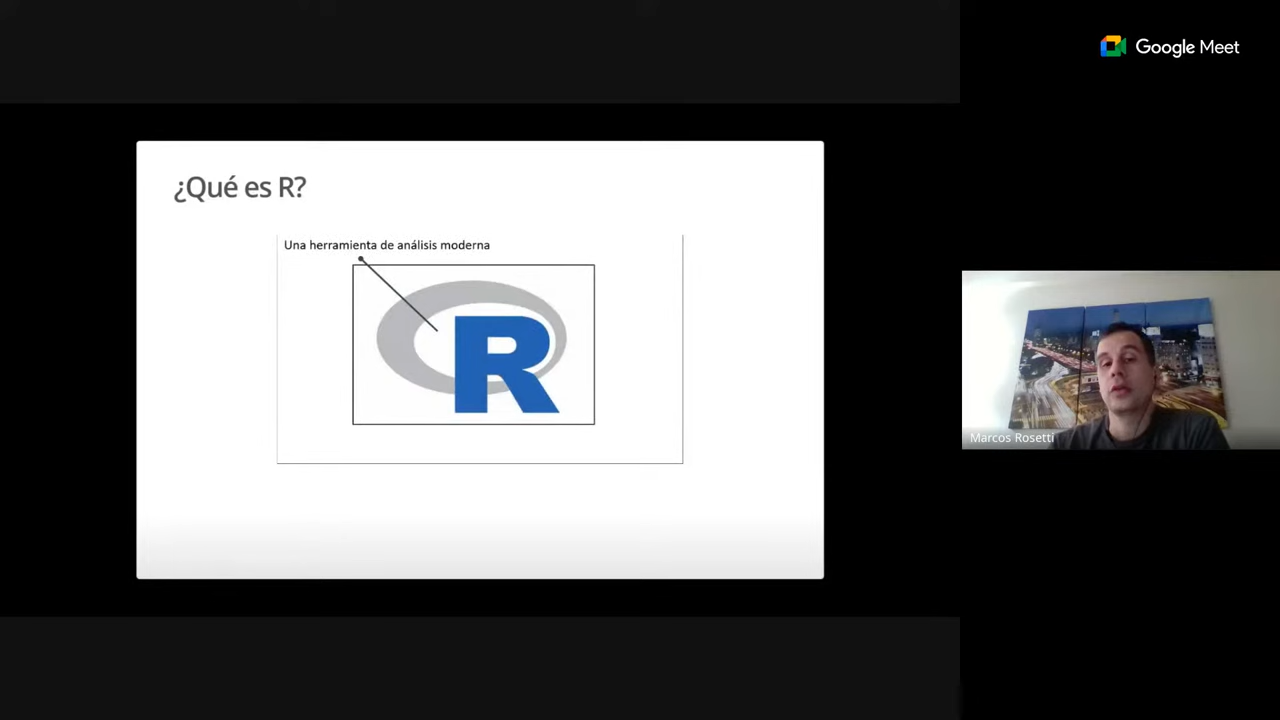 Google Meet
¿Qué es R?
Una herramienta de análisis moderna
R
Marcos Rosetti